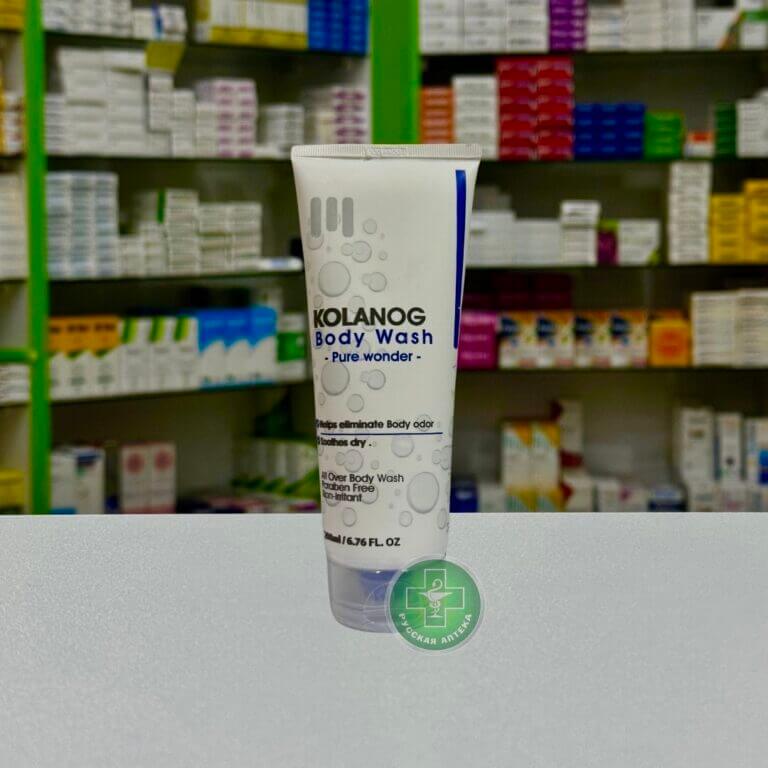 KOLANOG
Body Wash
- Pure wonder -
Helps eliminate Body odor
Soothes dry .
All Over Body Wash
Paraben Free
Non-Irritant
200ml / 6.76 FL. OZ
РУССКАЯ АПТЕКА